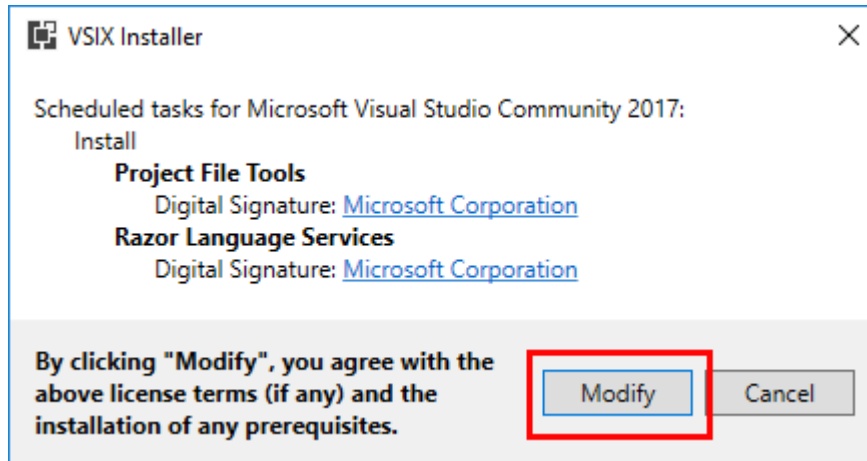 VSIX Installer
Scheduled tasks for Microsoft Visual Studio Community 2017:
Install
Project File Tools
Digital Signature: Microsoft Corporation
Razor Language Services
Digital Signature: Microsoft Corporation
By clicking "Modify", you agree with the
above license terms (if any) and the
installation of any prerequisites.
Modify
Cancel